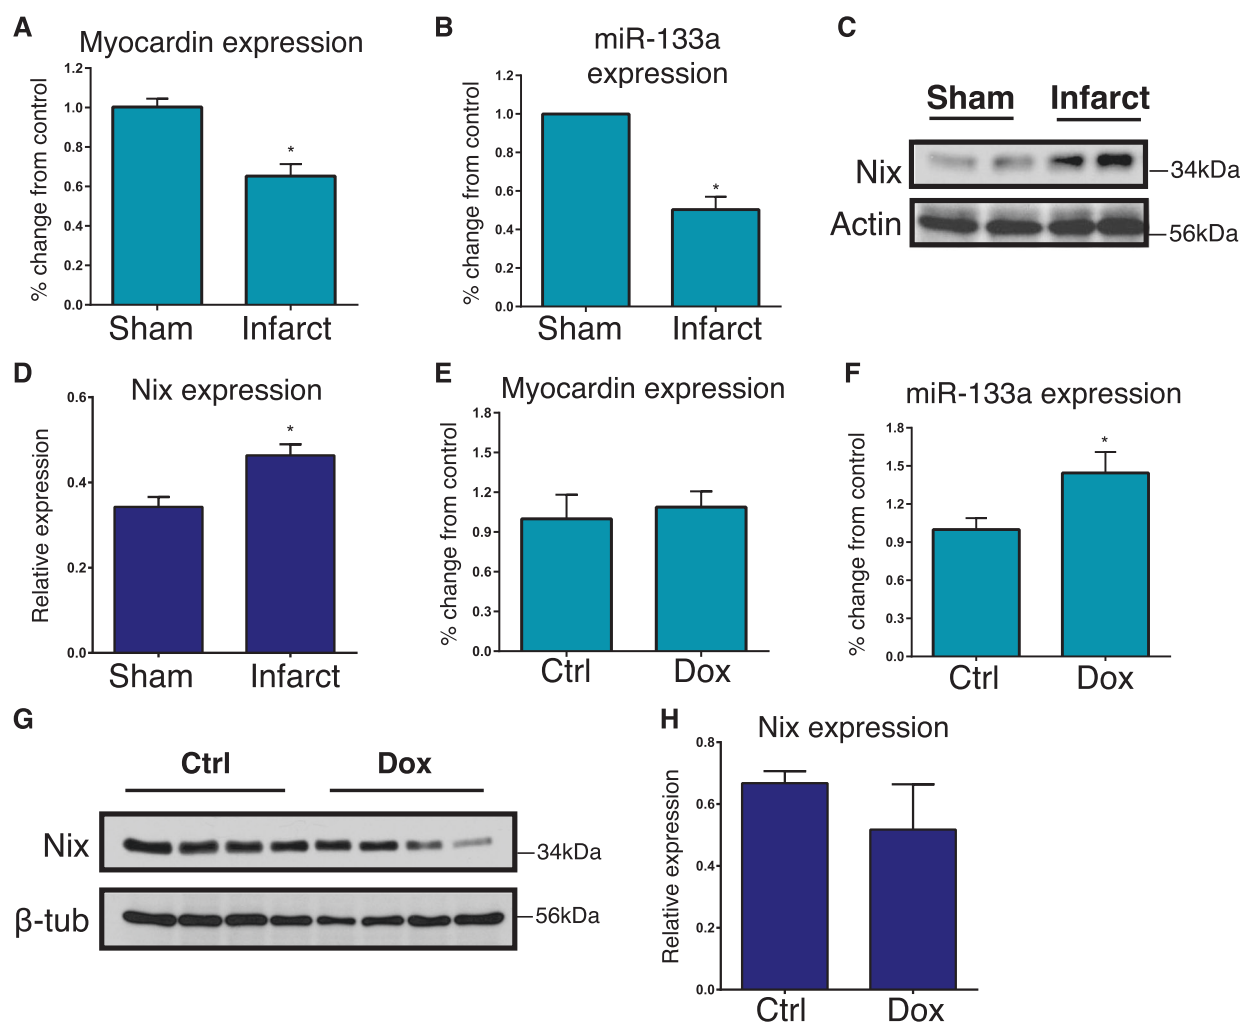 A
Myocardin expression
% change from control
1.2
1.0
0.8
0.6
0.4
0.2
0.0
*
Sham Infarct
B
miR-133a
expression
% change from control
1.2
1.0
0.8
0.6
0.4
0.2
0.0
*
Sham Infarct
C
Sham Infarct
Nix
34kDa
Actin
56kDa
D
Nix expression
Relative expression
0.6
0.4
0.2
0.0
*
Sham Infarct
E
Myocardin expression
% change from control
1.8
1.5
1.2
0.9
0.6
0.3
0.0
Ctrl Dox
F
miR-133a expression
% change from control
1.8
1.5
1.2
0.9
0.6
0.3
0.0
*
Ctrl Dox
G
Ctrl Dox
Nix
34kDa
β-tub
56kDa
H
Nix expression
Relative expression
0.8
0.6
0.4
0.2
0.0
Ctrl Dox